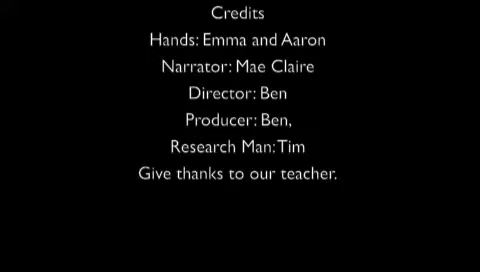 Credits
Hands: Emma and Aaron
Narrator: Mae Claire
Director: Ben
Producer: Ben,
Research Man: Tim
Give thanks to our teacher.